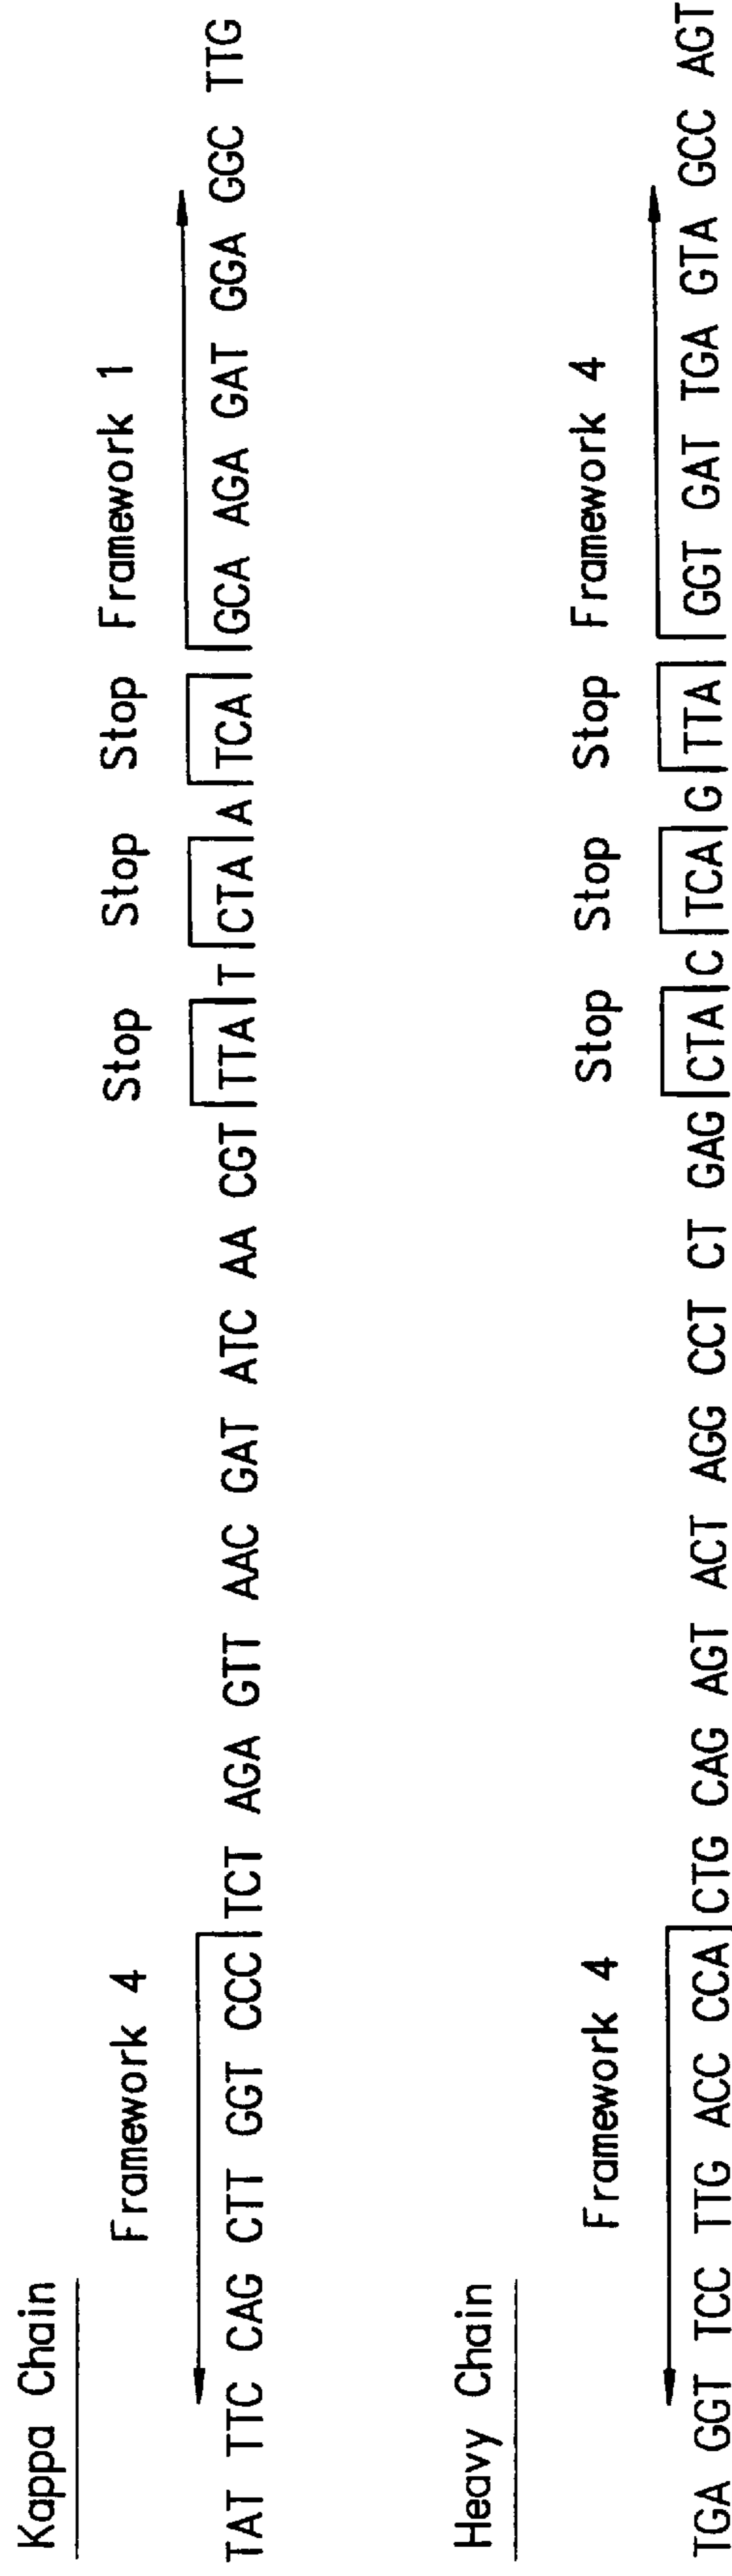 Kappa Chain
Framework 4 Stop Stop Stop Framework 1
TAT TTC CAG CTT GGT CCC TCT AGA GTT AAC GAT ATC AA CGT TTA T CTA A TCA GCA AGA GAT GGA GGC TTG
Heavy Chain
Framework 4 Stop Stop Stop Framework 4
TGA GGT TCC TTG ACC CCA CTG CAG AGT ACT AGG CCT CT GAG CTA C TCA G TTA GGT GAT TGA GTA GCC AGT